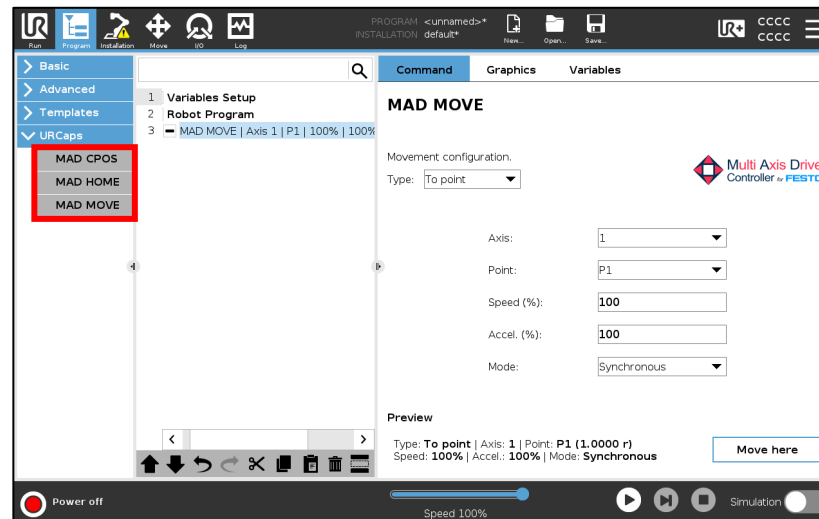 PROGRAM <unnamed>*
INSTALLATION default*
Run
Program
Installation
Move
I/O
Log
New...
Open...
Save...
UR+
CCCC
CCCC
Basic
Advanced
Templates
URCaps
MAD CPOS
MAD HOME
MAD MOVE
1 Variables Setup
2 Robot Program
3 MAD MOVE | Axis 1 | P1 | 100% | 100%
Command
Graphics
Variables
MAD MOVE
Movement configuration.
Type: To point
Multi Axis Drive
Controller for FESTO
Axis: 1
Point: P1
Speed (%): 100
Accel. (%): 100
Mode: Synchronous
Preview
Type: To point | Axis: 1 | Point: P1 (1.0000 r)
Speed: 100% | Accel.: 100% | Mode: Synchronous
Move here
Power off
Speed 100%
Simulation